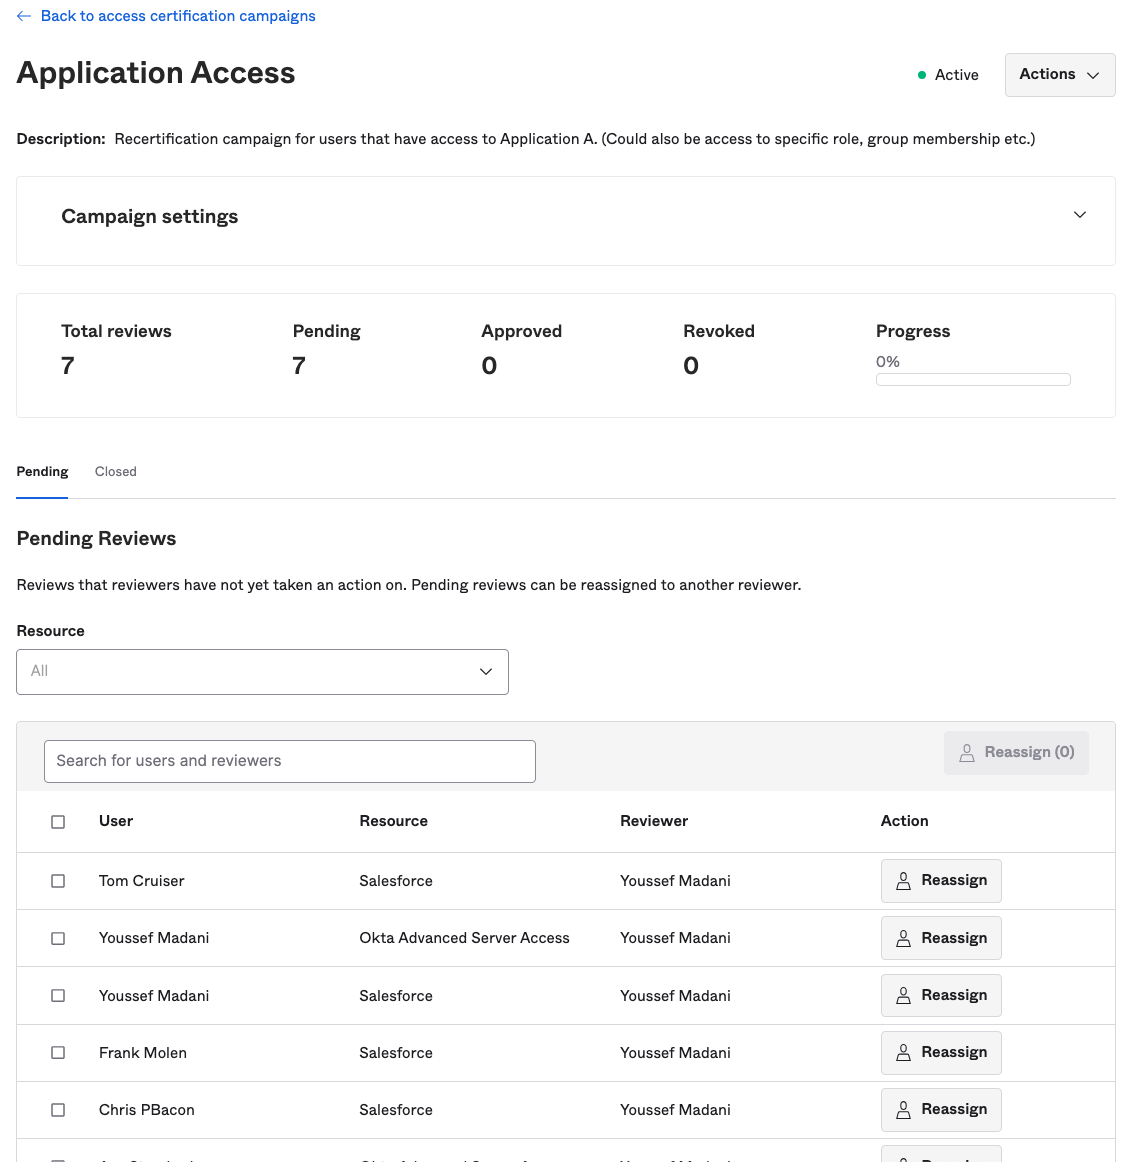 Back to access certification campaigns
Application Access
Active
Actions
Description: Recertification campaign for users that have access to Application A. (Could also be access to specific role, group membership etc.)
Campaign settings
Total reviews Pending Approved Revoked Progress
7 7 0 0 0%
Pending Closed
Pending Reviews
Reviews that reviewers have not yet taken an action on. Pending reviews can be reassigned to another reviewer.
Resource
All
Search for users and reviewers
Reassign (0)
User Resource Reviewer Action
Tom Cruiser Salesforce Youssef Madani Reassign
Youssef Madani Okta Advanced Server Access Youssef Madani Reassign
Youssef Madani Salesforce Youssef Madani Reassign
Frank Molen Salesforce Youssef Madani Reassign
Chris PBacon Salesforce Youssef Madani Reassign